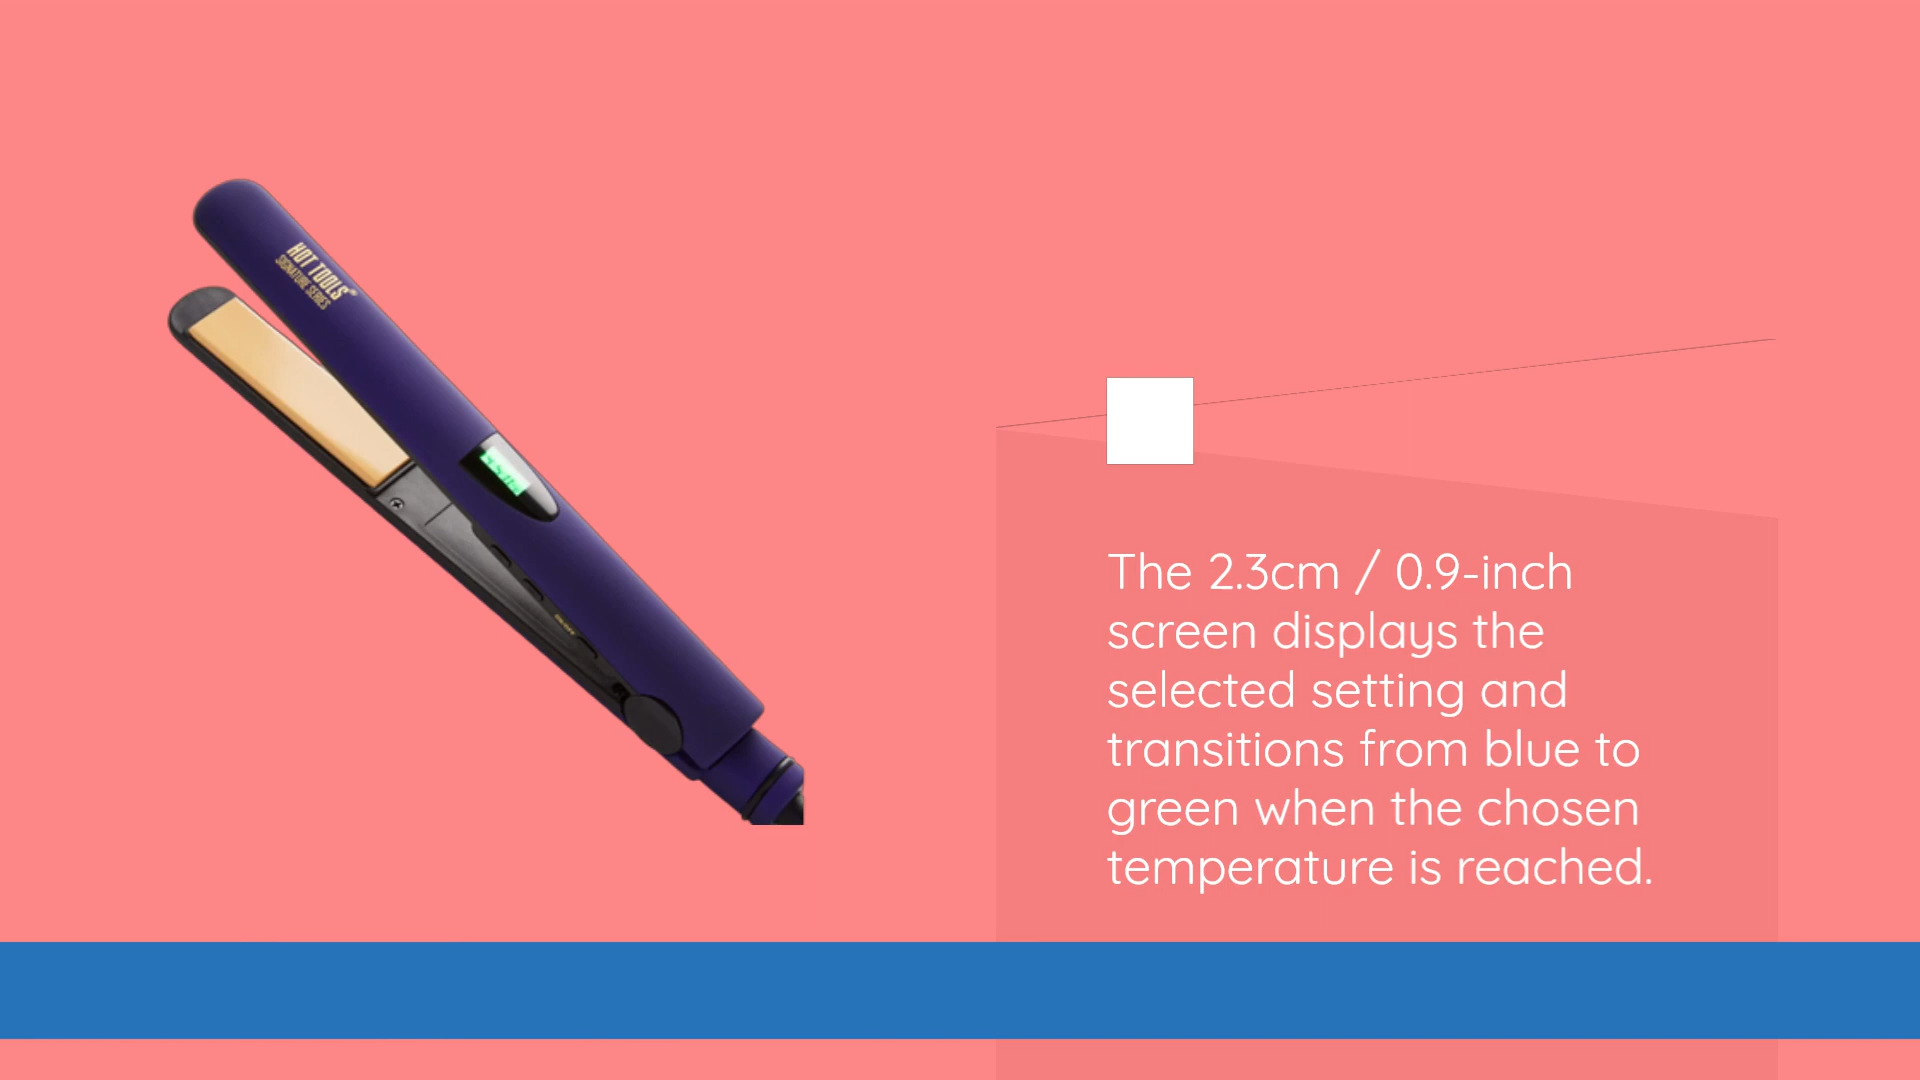 HOT TOOLS®
SIGNATURE SERIES
The 2.3cm / 0.9-inch
screen displays the
selected setting and
transitions from blue to
green when the chosen
temperature is reached.